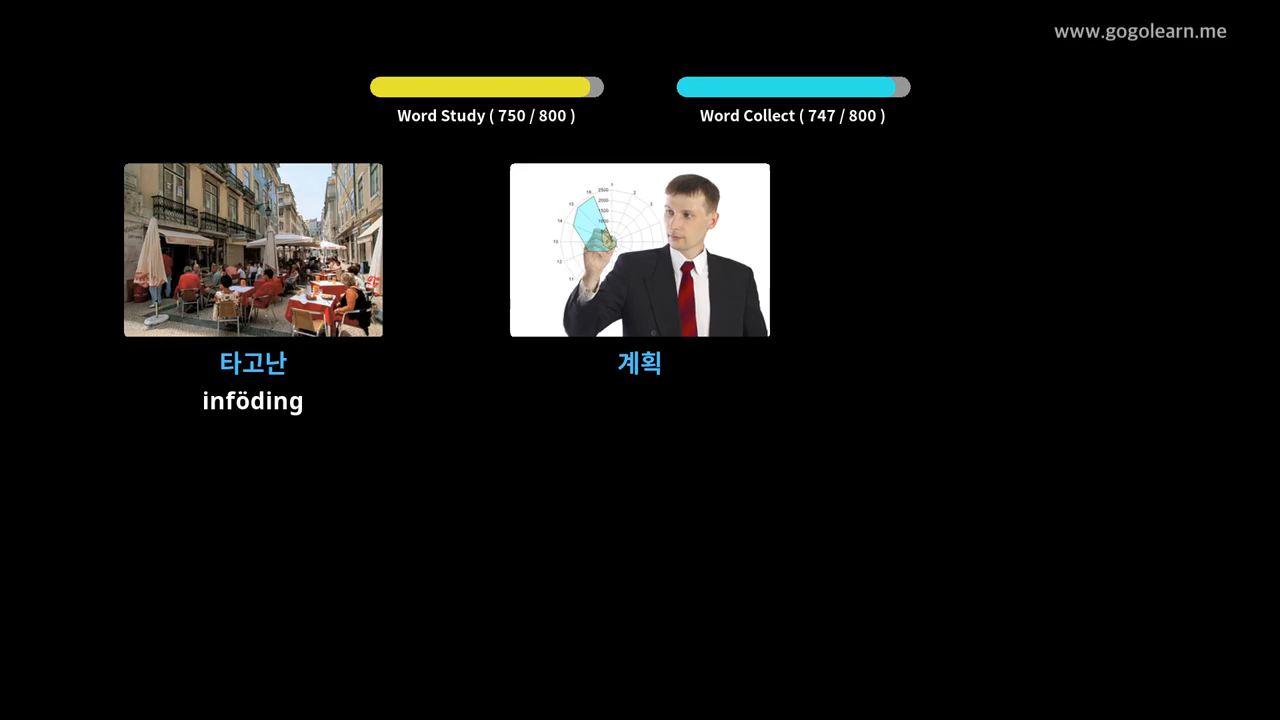 www.gogolearn.me
Word Study ( 750 / 800 )
Word Collect ( 747 / 800 )
타고난
inföding
계획